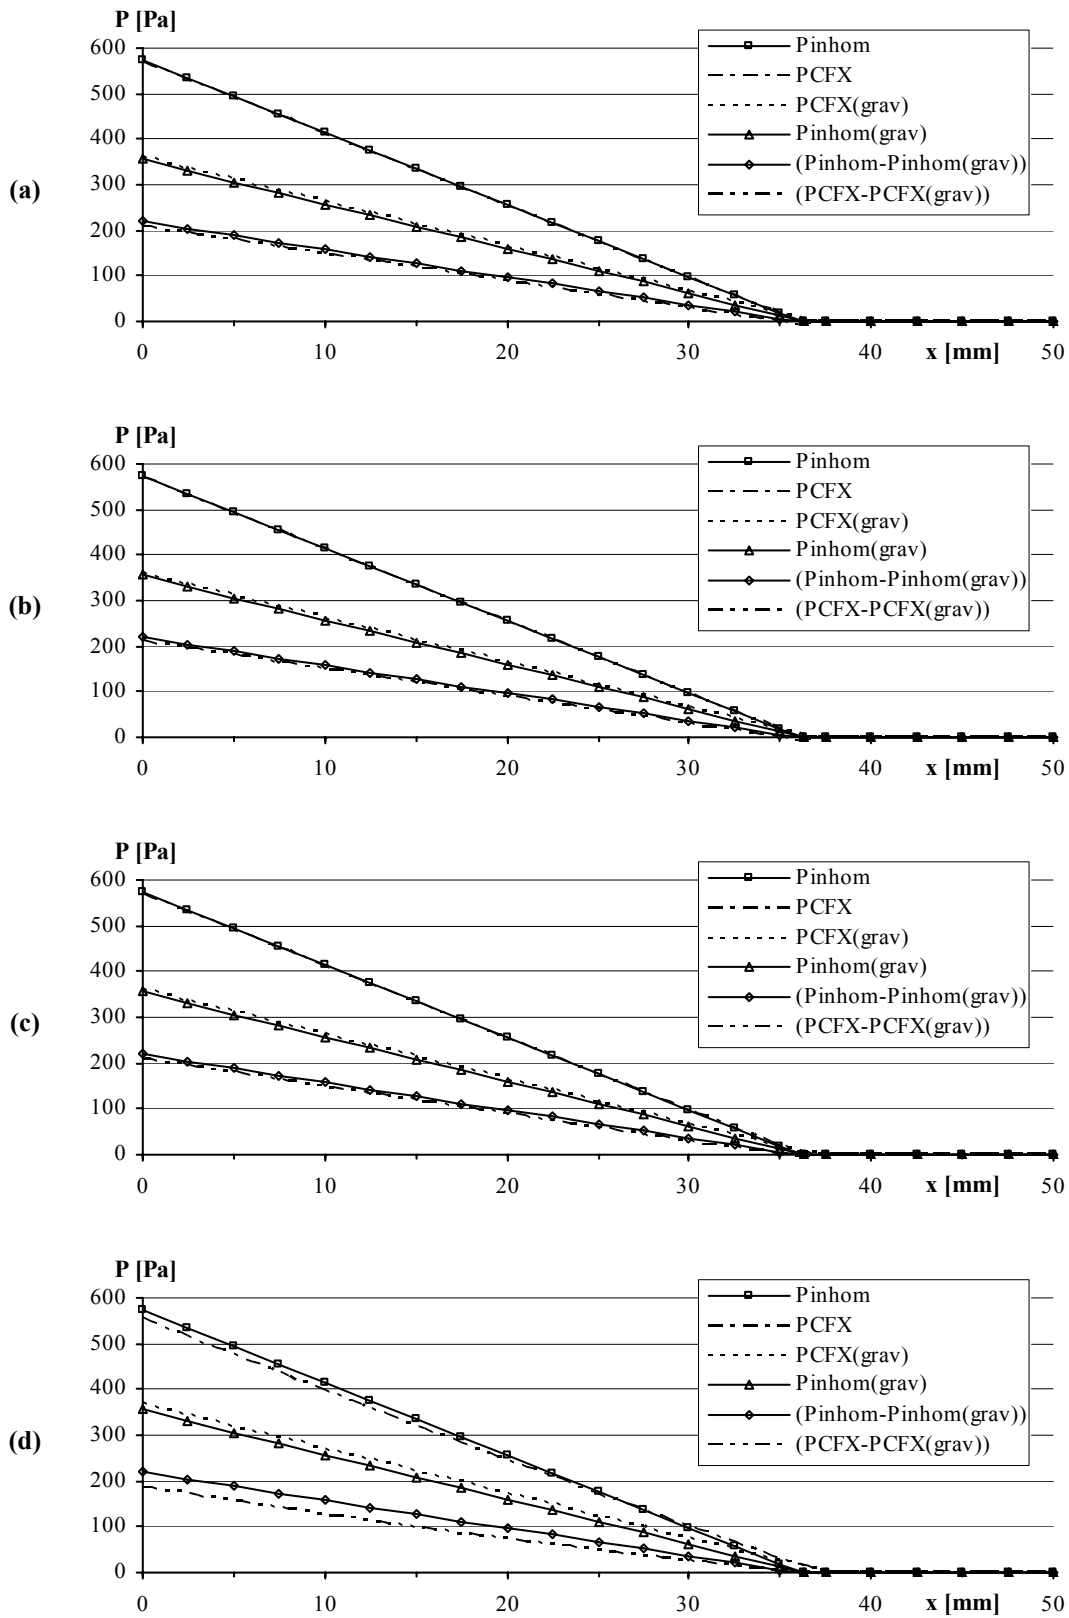 P [Pa]
600
500
400
300
200
100
0
(a)
Pinhom
PCFX
PCFX(grav)
Pinhom(grav)
(Pinhom-Pinhom(grav))
(PCFX-PCFX(grav))
0 10 20 30 40 x [mm] 50
P [Pa]
600
500
400
300
200
100
0
(b)
Pinhom
PCFX
PCFX(grav)
Pinhom(grav)
(Pinhom-Pinhom(grav))
(PCFX-PCFX(grav))
0 10 20 30 40 x [mm] 50
P [Pa]
600
500
400
300
200
100
0
(c)
Pinhom
PCFX
PCFX(grav)
Pinhom(grav)
(Pinhom-Pinhom(grav))
(PCFX-PCFX(grav))
0 10 20 30 40 x [mm] 50
P [Pa]
600
500
400
300
200
100
0
(d)
Pinhom
PCFX
PCFX(grav)
Pinhom(grav)
(Pinhom-Pinhom(grav))
(PCFX-PCFX(grav))
0 10 20 30 40 x [mm] 50